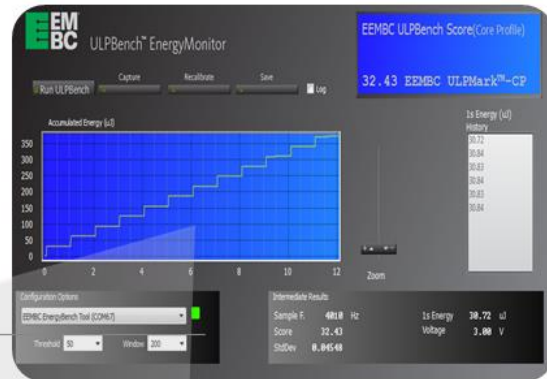 EEMBC
ULPBench™ EnergyMonitor
EEMBC ULPBench Score(Core Profile)
32.43 EEMBC ULPMark™-CP
Run ULPBench
Capture
Recalibrate
Save
Log
Accumulated Energy (uJ)
350
300
250
200
150
100
50
0
0 2 4 6 8 10 12
Zoom
1s Energy (uJ)
History
30.72
30.84
30.83
30.84
30.83
30.84
Configuration Options
EEMBC EnergyBench Tool (COM67)
Threshold 50 Window 200
Intermediate Results:
Sample F. 4010 Hz 1s Energy 30.72 uJ
Score 32.43 Voltage 3.00 V
StdDev 0.04548